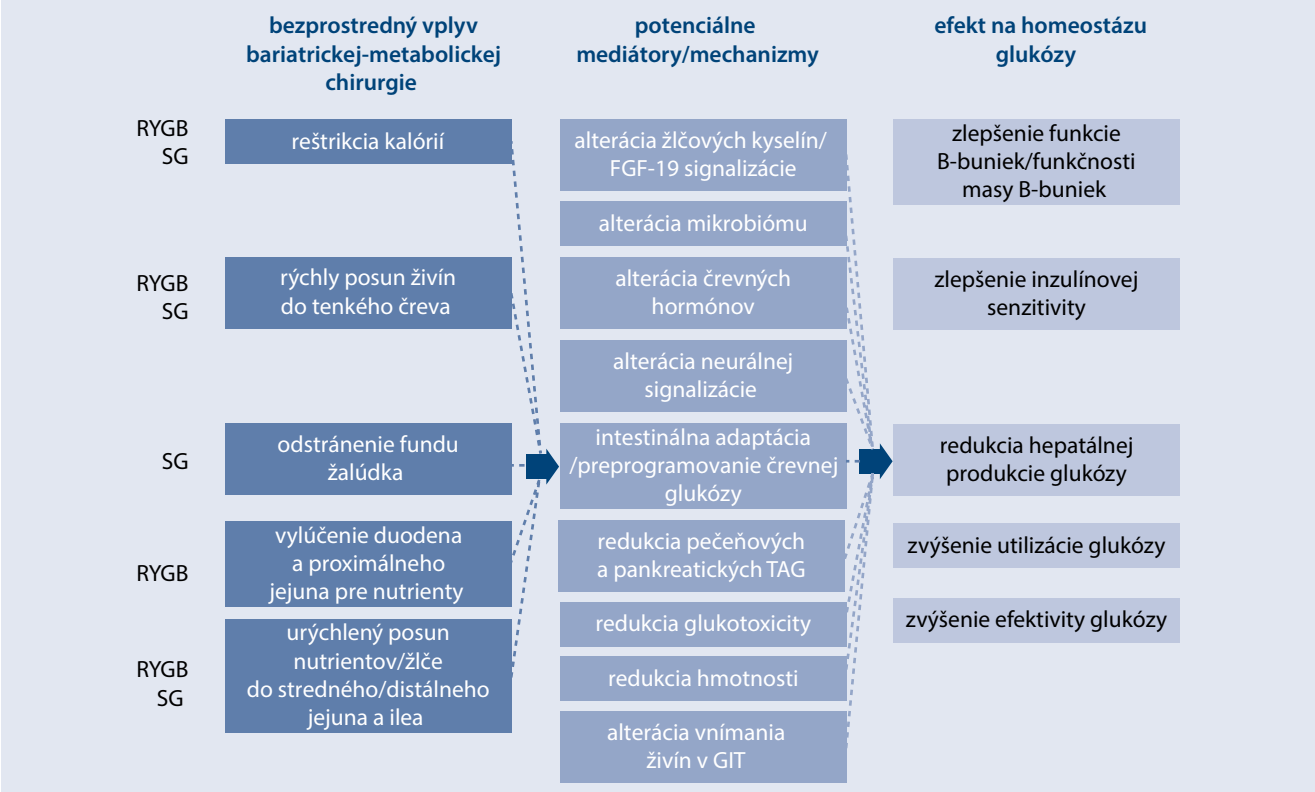 bezprostredný vplyv
bariatrickej-metabolickej
chirurgie
potenciálne
mediátory/mechanizmy
efekt na homeostázu
glukózy
RYGB
SG
reštrikcia kalórií
RYGB
SG
rýchly posun živín
do tenkého čreva
SG
odstránenie fundu
žalúdka
RYGB
vylúčenie duodena
a proximálneho
jejuna pre nutrienty
RYGB
SG
urýchlený posun
nutrientov/žlče
do stredného/distálneho
jejuna a ilea
alterácia žlčových kyselín/
FGF-19 signalizácie
alterácia mikrobiómu
alterácia črevných
hormónov
alterácia neurálnej
signalizácie
intestinálna adaptácia
/preprogramovanie črevnej
glukózy
redukcia pečeňových
a pankreatických TAG
redukcia glukotoxicity
redukcia hmotnosti
alterácia vnímania
živín v GIT
zlepšenie funkcie
B-buniek/funkčnosti
masy B-buniek
zlepšenie inzulínovej
senzitivity
redukcia hepatálnej
produkcie glukózy
zvýšenie utilizácie glukózy
zvýšenie efektivity glukózy